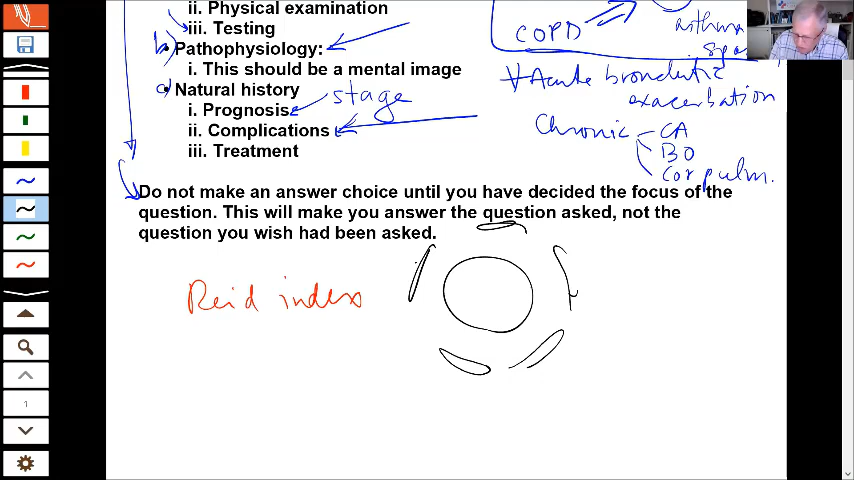 ii. Physical examination
iii. Testing
b) Pathophysiology:
i. This should be a mental image
Natural history
i. Prognosis
stage
ii. Complications
iii. Treatment
COPD
asthma
Acute bronchitic
exacerbation
Chronic - CA
BO
Cor pulm.
Do not make an answer choice until you have decided the focus of the
question. This will make you answer the question asked, not the
question you wish had been asked.
Reid index
1